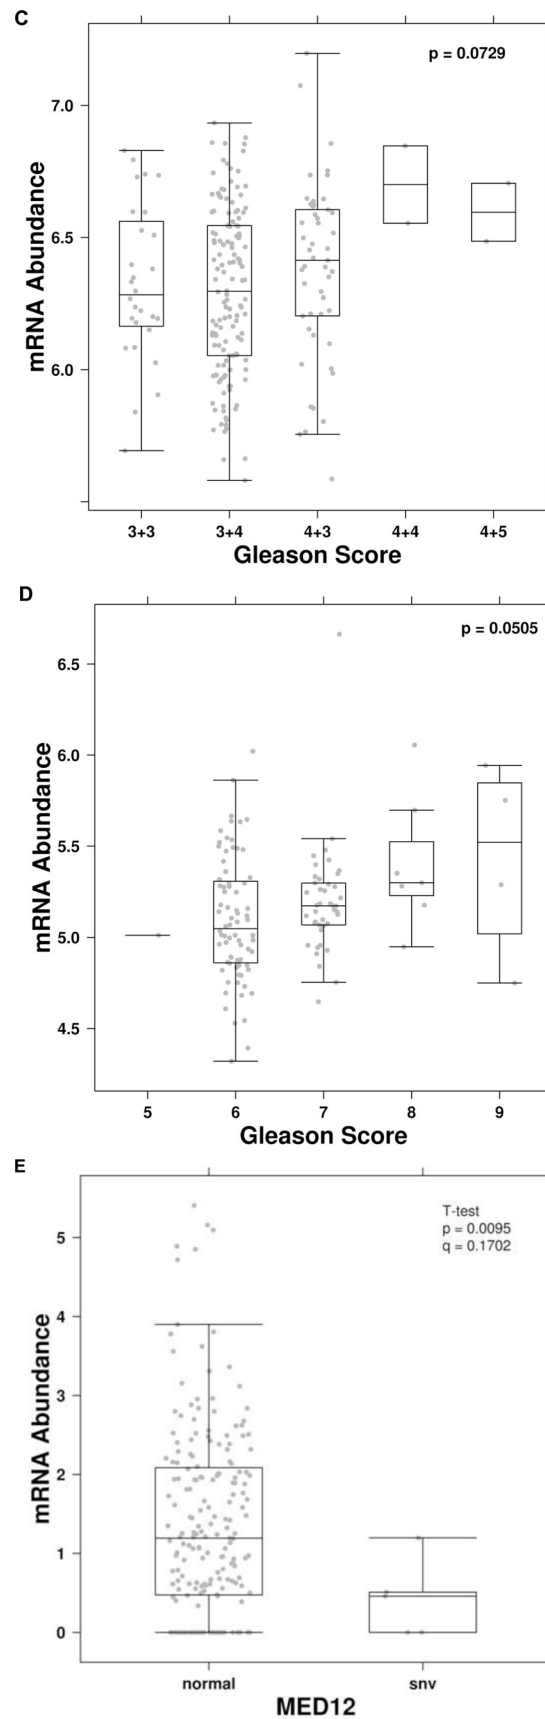 C
p = 0.0729
7.0
6.5
6.0
mRNA Abundance
3+3 3+4 4+3 4+4 4+5
Gleason Score
D
p = 0.0505
6.5
6.0
5.5
5.0
4.5
mRNA Abundance
5 6 7 8 9
Gleason Score
E
T-test
p = 0.0095
q = 0.1702
5
4
3
2
1
0
mRNA Abundance
normal snv
MED12